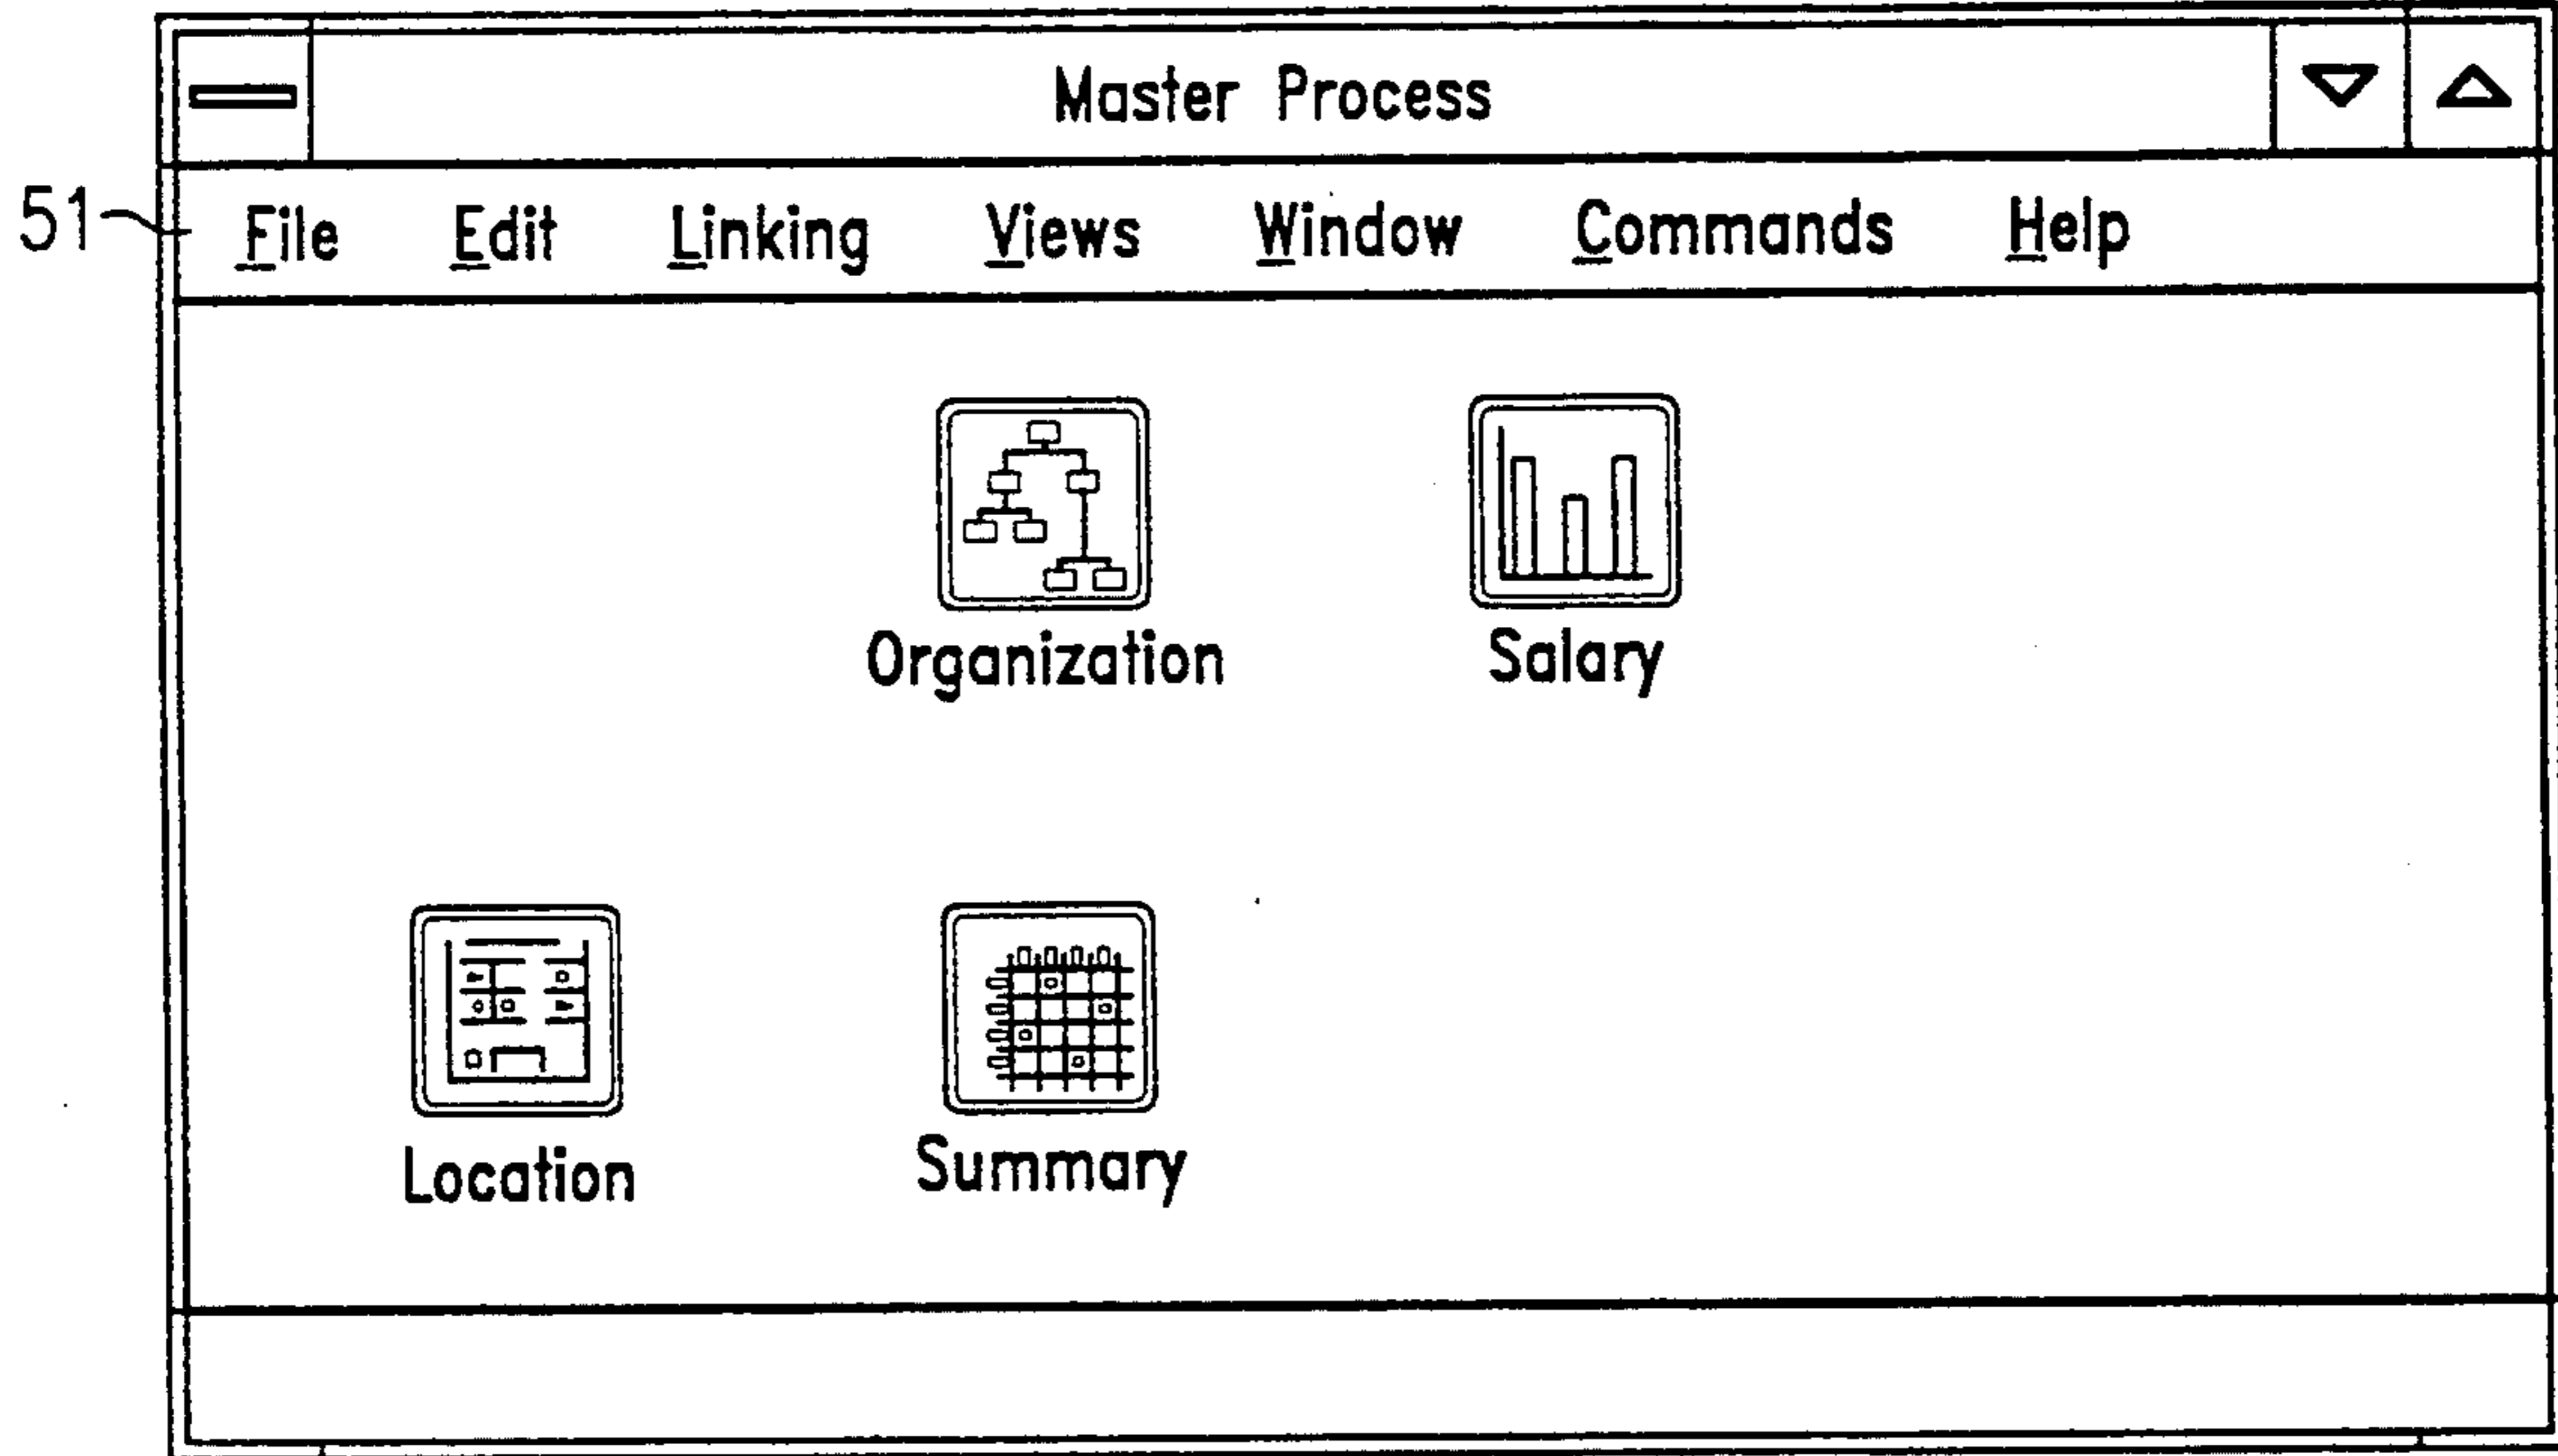 Master Process
51 File Edit Linking Views Window Commands Help
Organization Salary
Location Summary